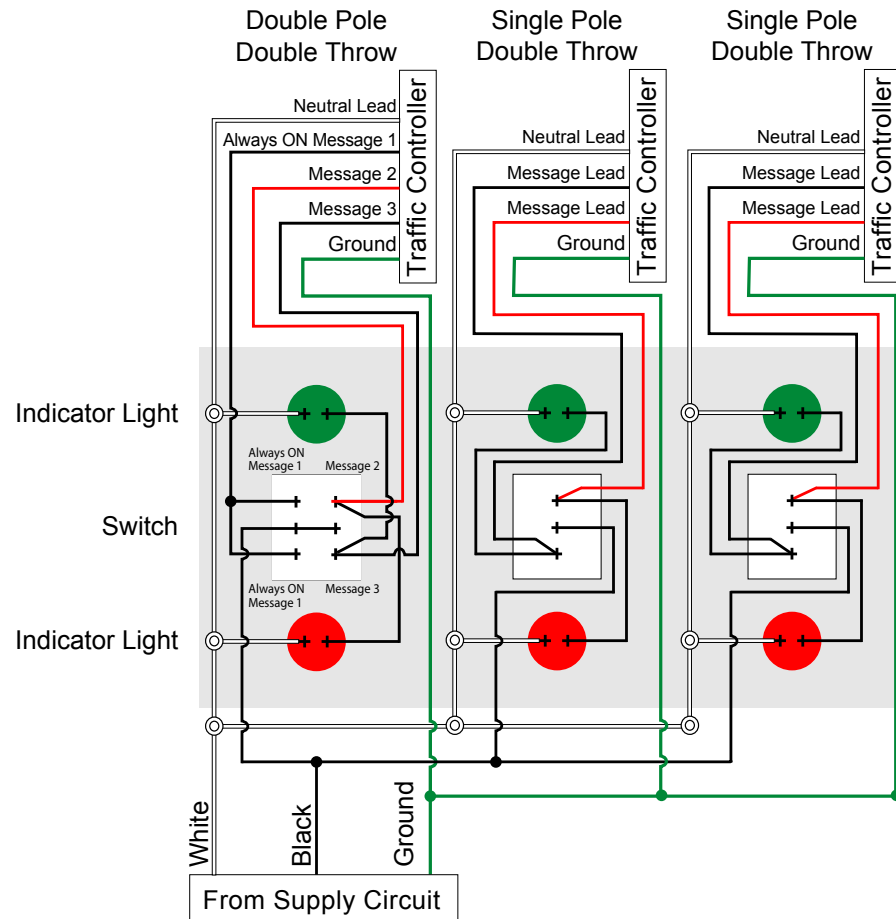 Double Pole
Double Throw
Single Pole
Double Throw
Single Pole
Double Throw
Traffic Controller
Neutral Lead
Always ON Message 1
Message 2
Message 3
Ground
Traffic Controller
Neutral Lead
Message Lead
Message Lead
Ground
Traffic Controller
Neutral Lead
Message Lead
Message Lead
Ground
Indicator Light
Always ON
Message 1
Message 2
Switch
Always ON
Message 1
Message 3
Indicator Light
White
Black
Ground
From Supply Circuit